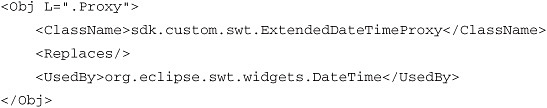 <Obj L=".Proxy">
    <ClassName>sdk.custom.swt.ExtendedDateTimeProxy</ClassName>
    <Replaces/>
    <UsedBy>org.eclipse.swt.widgets.DateTime</UsedBy>
</Obj>